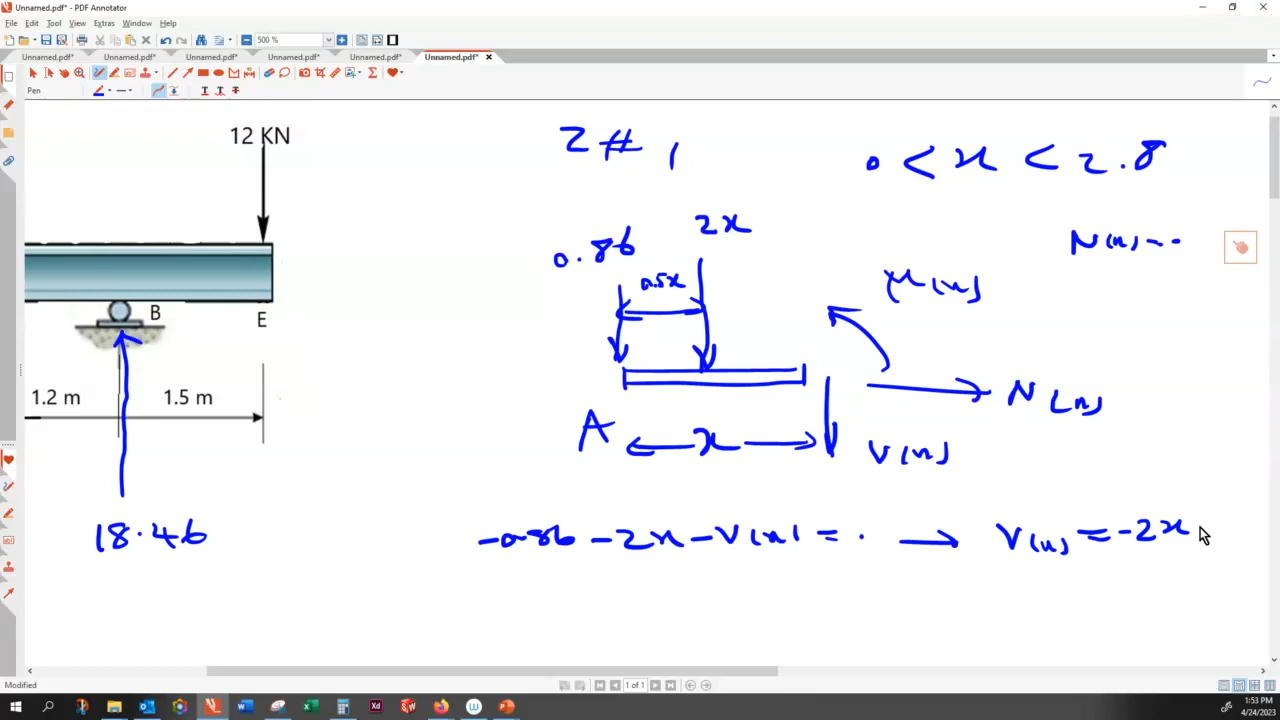 Unnamed.pdf* - PDF Annotator
File Edit Tool View Extras Window Help
500 %
Unnamed.pdf* Unnamed.pdf* Unnamed.pdf* Unnamed.pdf* Unnamed.pdf* Unnamed.pdf*
Pen
12 KN
Z # 1
0 < x < 2.8
2x
0.86
N(x)=0
0.5x
M(x)
B
E
1.2 m
1.5 m
N(x)
A
x
V(x)
18.46
-0.86 -2x -V(x) = 0 → V(x) = -2x
1 of 1
Modified
1:53 PM
4/24/2023